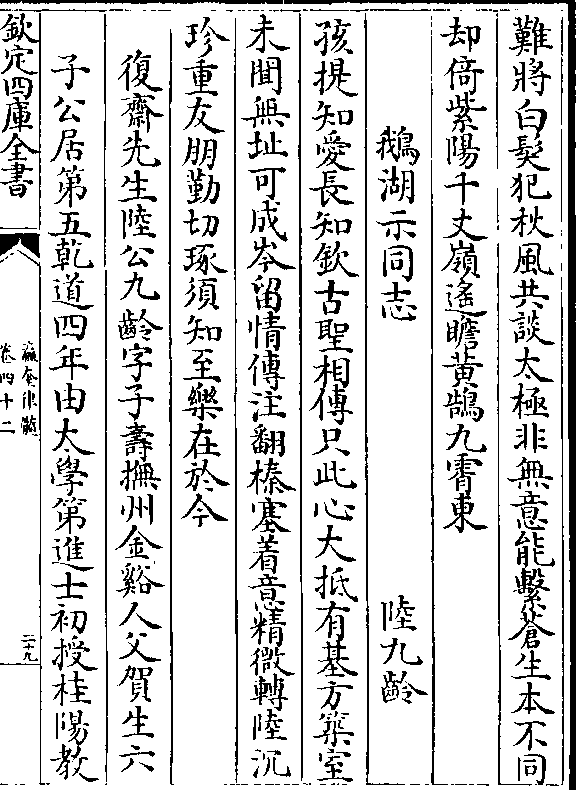 難將白髮犯秋風共談太極非無意能繫蒼生本不同
却倚紫陽千丈嶺遙瞻黃鵠九霄東
鵝湖示同志 陸九齡
孩提知愛長知欽古聖相傳只此心大抵有基方築室
未聞無址可成岑留情傳注翻榛塞着意精微轉陸沉
珍重友朋勤切琢須知至樂在於今
復齋先生陸公九齡字子壽撫州金谿人父賀生六
子公居第五乾道四年由太學第進士初授桂陽教
欽定四庫全書
瀛奎律髓
卷四十二
二十九